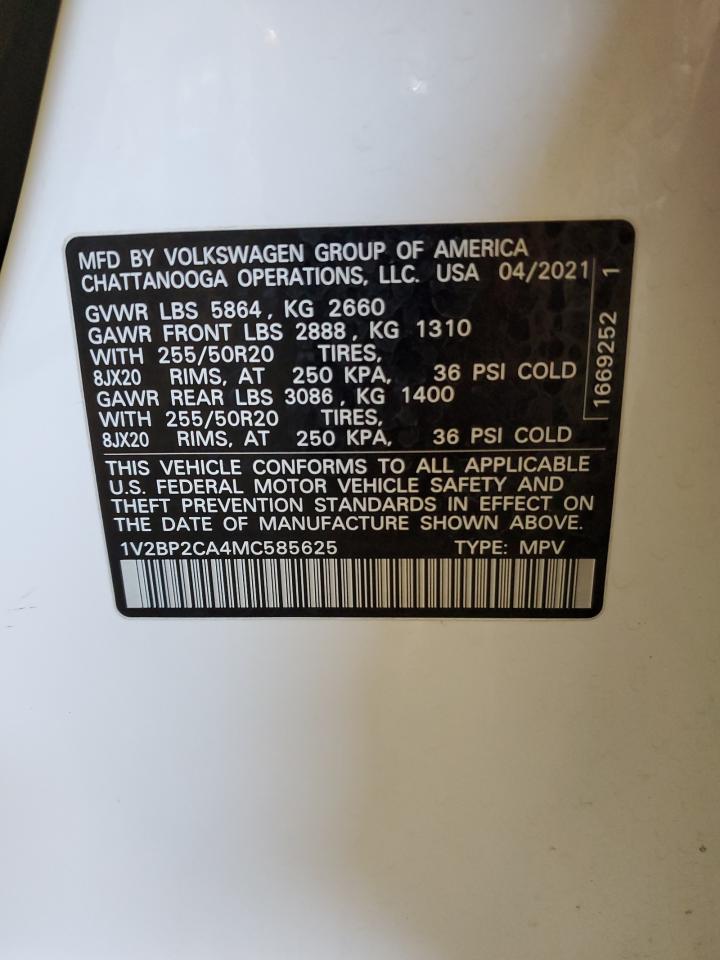 MFD BY VOLKSWAGEN GROUP OF AMERICA
CHATTANOOGA OPERATIONS, LLC. USA 04/2021
GVWR LBS 5864, KG 2660
GAWR FRONT LBS 2888, KG 1310
WITH 255/50R20 TIRES,
8JX20 RIMS, AT 250 KPA, 36 PSI COLD
GAWR REAR LBS 3086, KG 1400
WITH 255/50R20 TIRES,
8JX20 RIMS, AT 250 KPA, 36 PSI COLD
1669252 1
THIS VEHICLE CONFORMS TO ALL APPLICABLE
U.S. FEDERAL MOTOR VEHICLE SAFETY AND
THEFT PREVENTION STANDARDS IN EFFECT ON
THE DATE OF MANUFACTURE SHOWN ABOVE.
1V2BP2CA4MC585625 TYPE: MPV